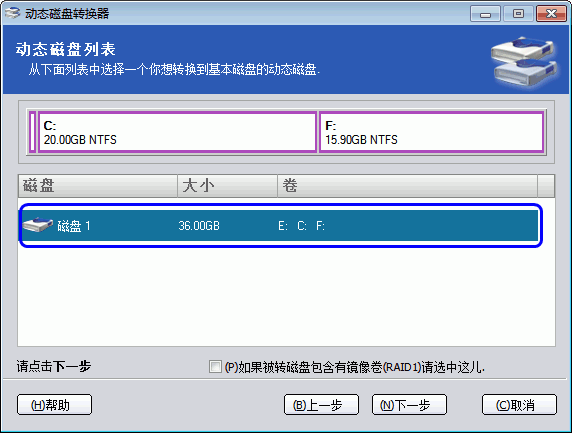 动态磁盘转换器
动态磁盘列表
从下面列表中选择一个你想转换到基本磁盘的动态磁盘.
C:
20.00GB NTFS
F:
15.90GB NTFS
磁盘 大小 卷
磁盘 1 36.00GB E: C: F:
请点击下一步 (P)如果被转磁盘包含有镜像卷(RAID1)请选中这儿.
(H)帮助 (B)上一步 (N)下一步 (C)取消